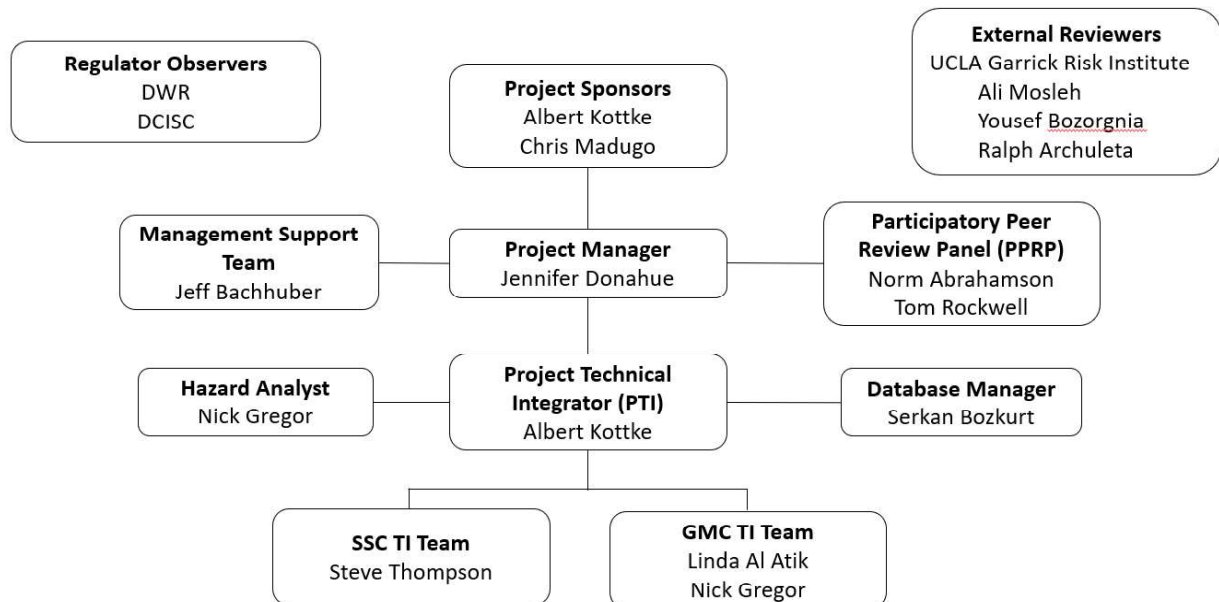 Regulator Observers
DWR
DCISC
Project Sponsors
Albert Kottke
Chris Madugo
External Reviewers
UCLA Garrick Risk Institute
Ali Mosleh
Yousef Bozorgnia
Ralph Archuleta
Management Support
Team
Jeff Bachhuber
Project Manager
Jennifer Donahue
Participatory Peer
Review Panel (PPRP)
Norm Abrahamson
Tom Rockwell
Hazard Analyst
Nick Gregor
Project Technical
Integrator (PTI)
Albert Kottke
Database Manager
Serkan Bozkurt
SSC TI Team
Steve Thompson
GMC TI Team
Linda Al Atik
Nick Gregor